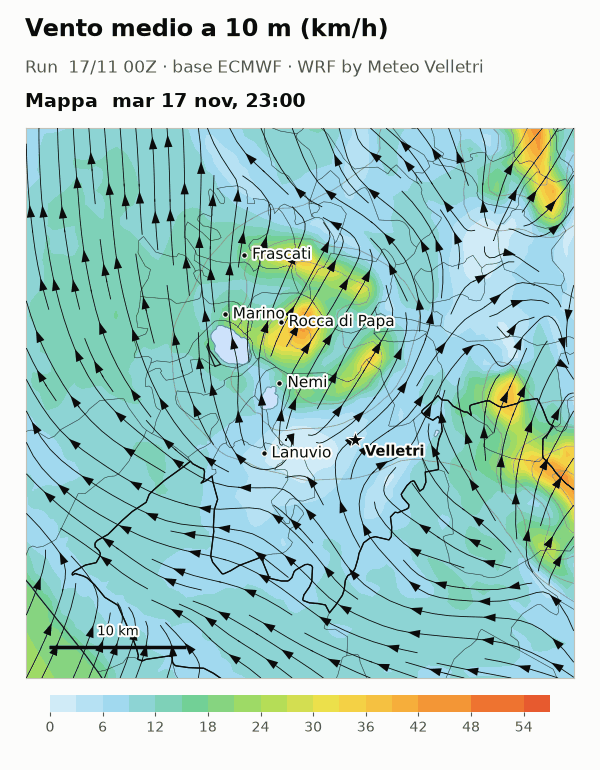 Vento medio a 10 m (km/h)
Run  17/11 00Z · base ECMWF · WRF by Meteo Velletri
Mappa  mar 17 nov, 23:00
Frascati
Marino
Rocca di Papa
Nemi
Velletri
Lanuvio
10 km
0 6 12 18 24 30 36 42 48 54